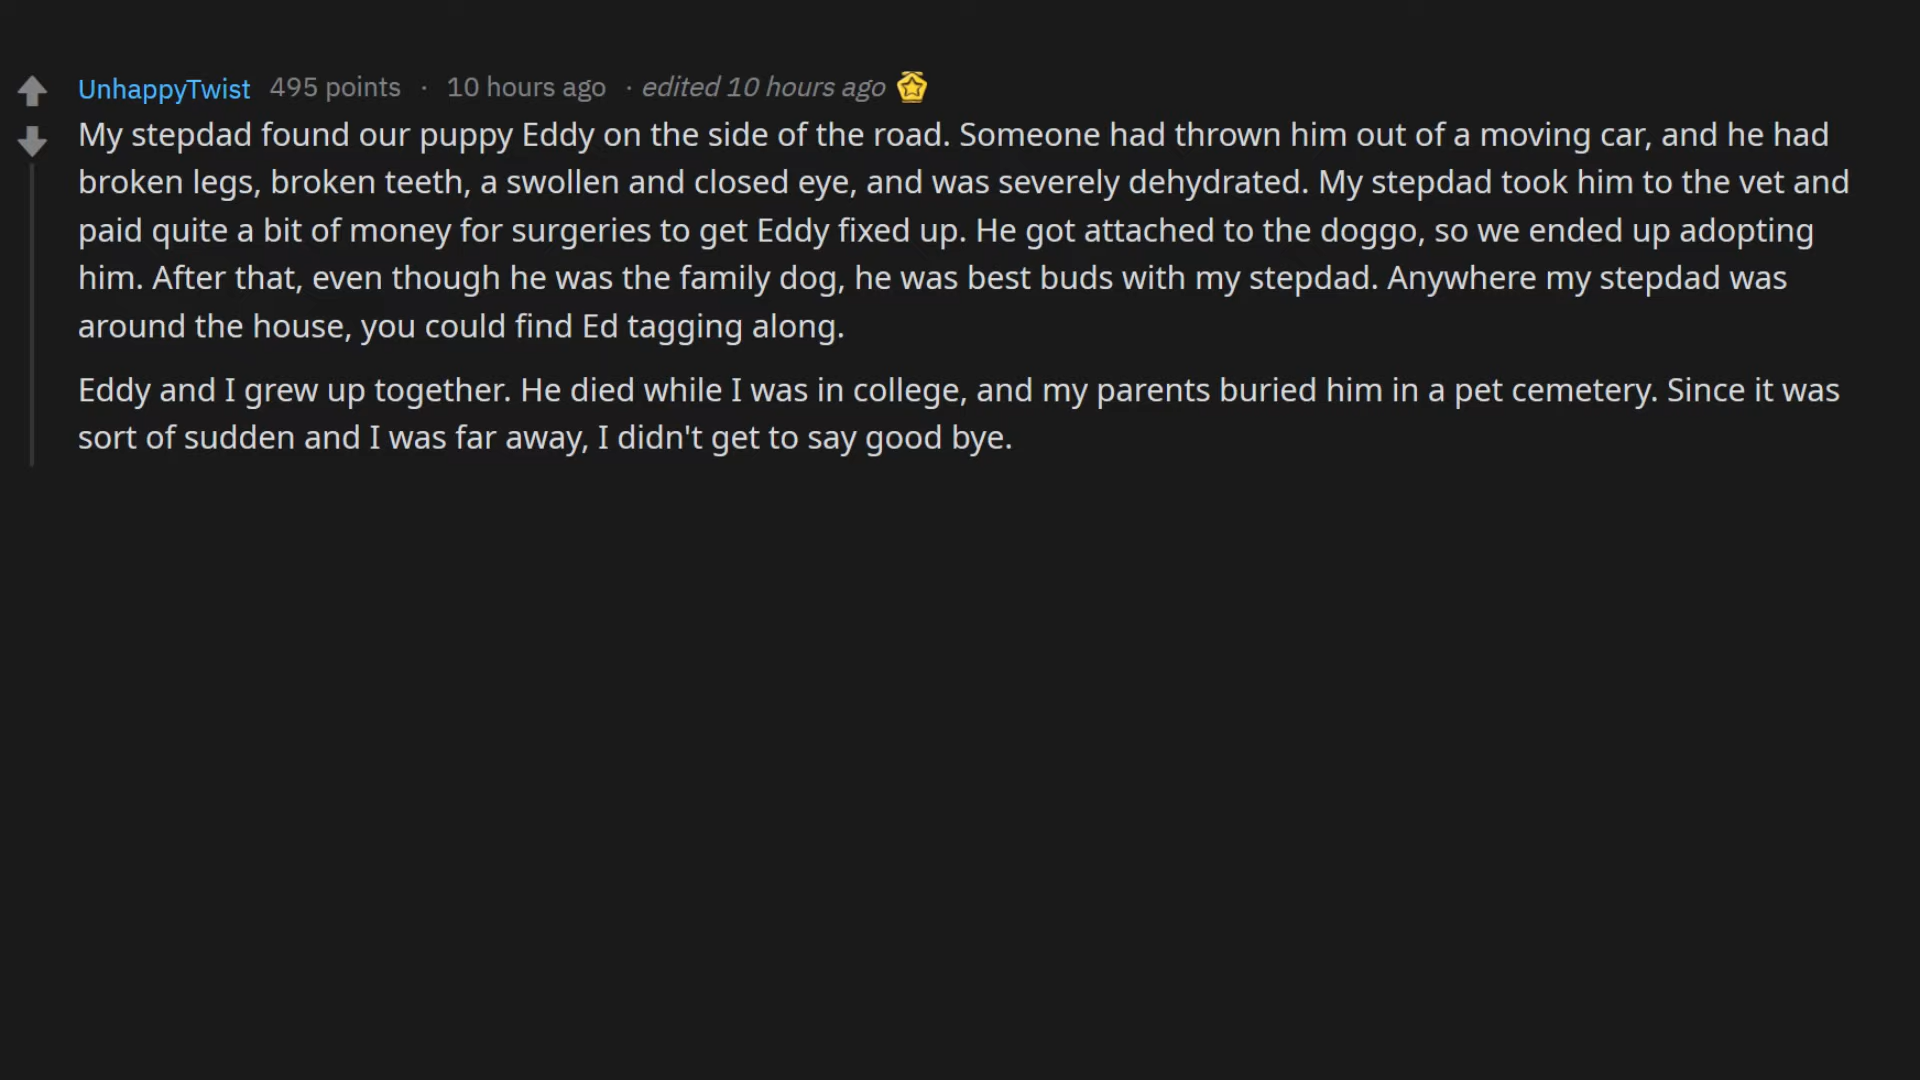 UnhappyTwist 495 points · 10 hours ago · edited 10 hours ago
My stepdad found our puppy Eddy on the side of the road. Someone had thrown him out of a moving car, and he had
broken legs, broken teeth, a swollen and closed eye, and was severely dehydrated. My stepdad took him to the vet and
paid quite a bit of money for surgeries to get Eddy fixed up. He got attached to the doggo, so we ended up adopting
him. After that, even though he was the family dog, he was best buds with my stepdad. Anywhere my stepdad was
around the house, you could find Ed tagging along.
Eddy and I grew up together. He died while I was in college, and my parents buried him in a pet cemetery. Since it was
sort of sudden and I was far away, I didn't get to say good bye.